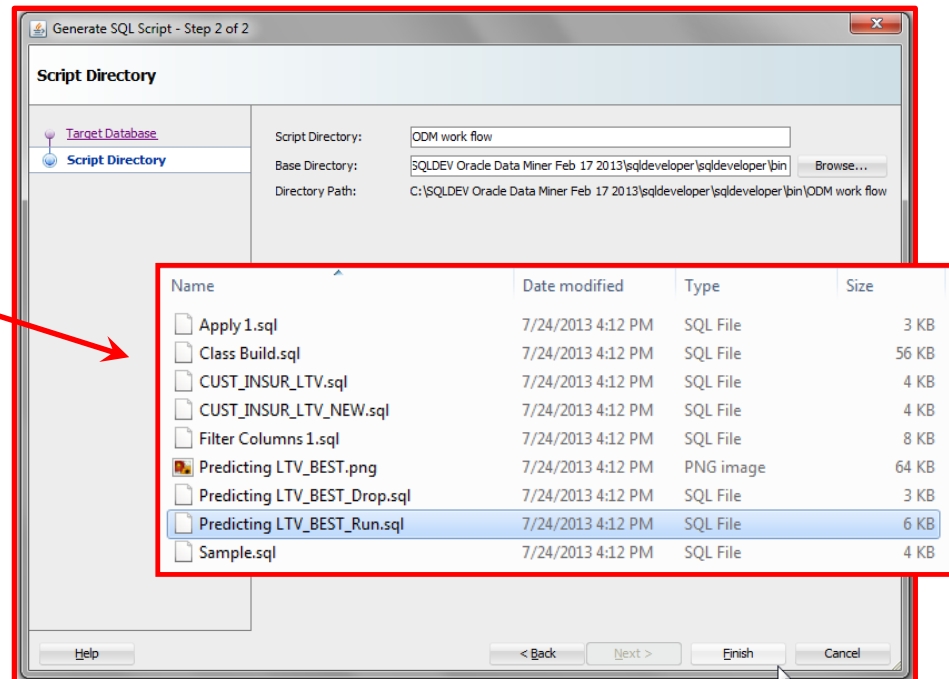 Generate SQL Script - Step 2 of 2
Script Directory
Target Database
Script Directory
Script Directory: ODM work flow
Base Directory: SQLDEV Oracle Data Miner Feb 17 2013\sqldeveloper\sqldeveloper\bin Browse...
Directory Path: C:\SQLDEV Oracle Data Miner Feb 17 2013\sqldeveloper\sqldeveloper\bin\ODM work flow
Name Date modified Type Size
Apply 1.sql 7/24/2013 4:12 PM SQL File 3 KB
Class Build.sql 7/24/2013 4:12 PM SQL File 56 KB
CUST_INSUR_LTV.sql 7/24/2013 4:12 PM SQL File 4 KB
CUST_INSUR_LTV_NEW.sql 7/24/2013 4:12 PM SQL File 4 KB
Filter Columns 1.sql 7/24/2013 4:12 PM SQL File 8 KB
Predicting LTV_BEST.png 7/24/2013 4:12 PM PNG image 64 KB
Predicting LTV_BEST_Drop.sql 7/24/2013 4:12 PM SQL File 3 KB
Predicting LTV_BEST_Run.sql 7/24/2013 4:12 PM SQL File 6 KB
Sample.sql 7/24/2013 4:12 PM SQL File 4 KB
Help < Back Next > Finish Cancel